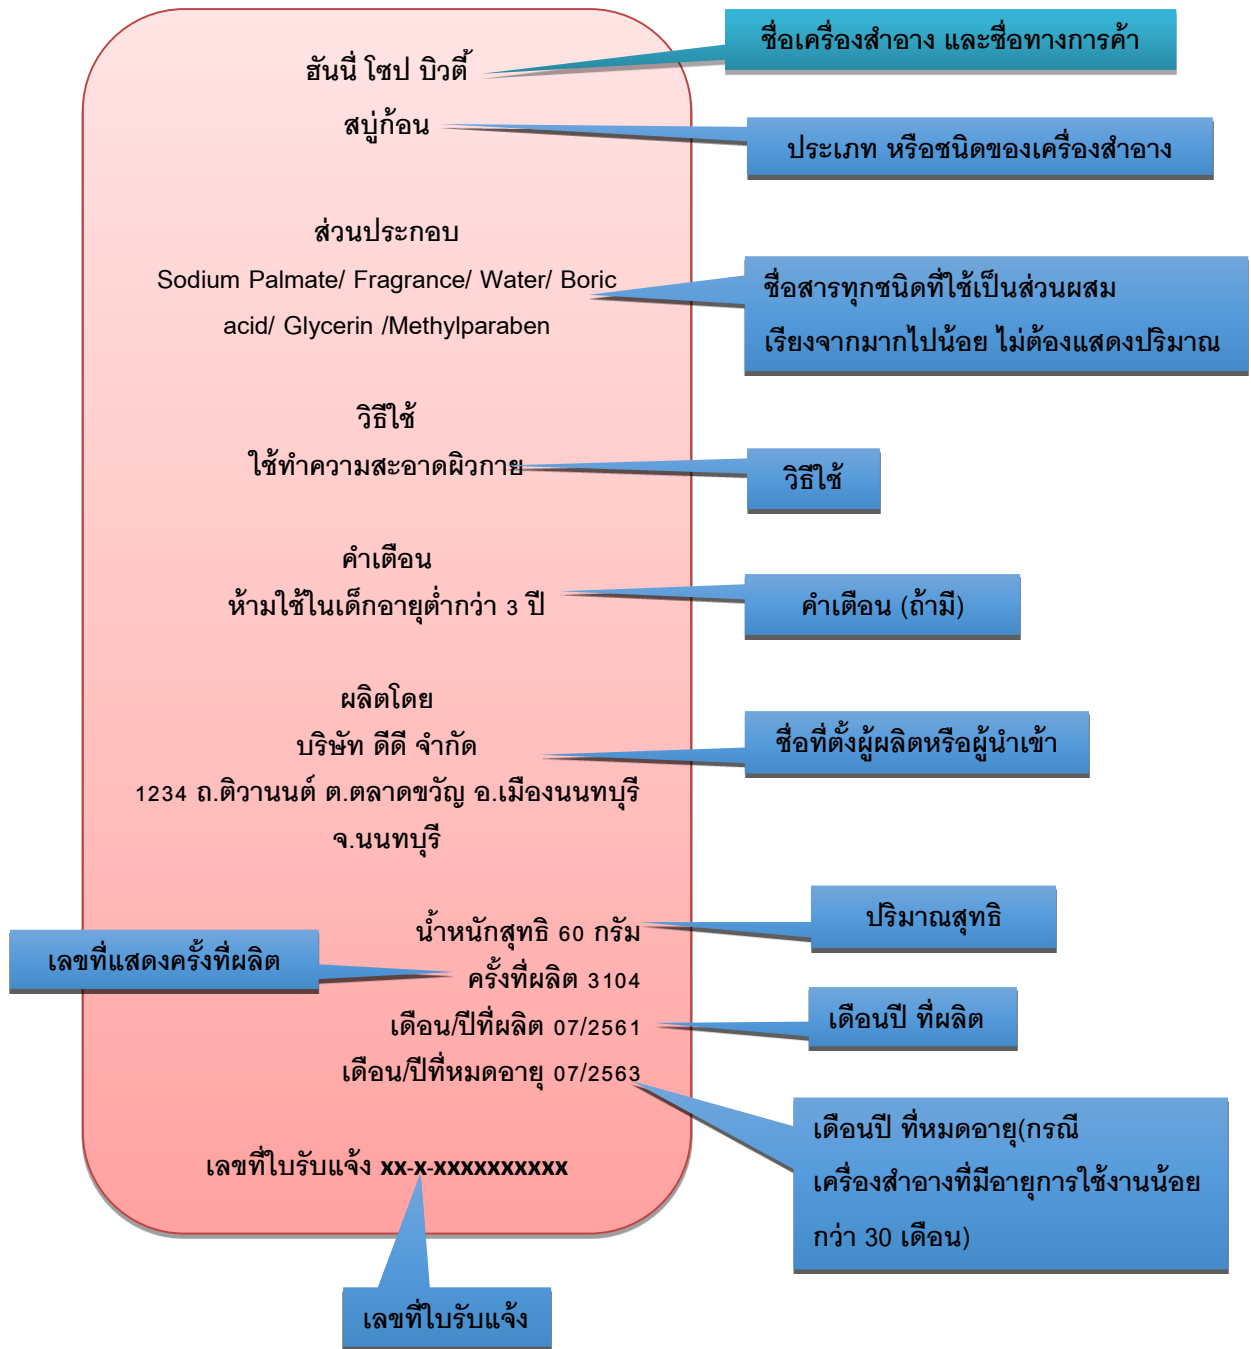 ชื่อเครื่องสำอาง และชื่อทางการค้า
ฮันนี่ โซป บิวตี้
สบู่ก้อน
ประเภท หรือชนิดของเครื่องสำอาง
ส่วนประกอบ
Sodium Palmate/ Fragrance/ Water/ Boric
acid/ Glycerin /Methylparaben
ชื่อสารทุกชนิดที่ใช้เป็นส่วนผสม
เรียงจากมากไปน้อย ไม่ต้องแสดงปริมาณ
วิธีใช้
ใช้ทำความสะอาดผิวกาย
วิธีใช้
คำเตือน
ห้ามใช้ในเด็กอายุต่ำกว่า 3 ปี
คำเตือน (ถ้ามี)
ผลิตโดย
บริษัท ดีดี จำกัด
1234 ถ.ติวานนต์ ต.ตลาดขวัญ อ.เมืองนนทบุรี
จ.นนทบุรี
ชื่อที่ตั้งผู้ผลิตหรือผู้นำเข้า
น้ำหนักสุทธิ 60 กรัม
ปริมาณสุทธิ
เลขที่แสดงครั้งที่ผลิต
ครั้งที่ผลิต 3104
เดือน/ปีที่ผลิต 07/2561
เดือนปี ที่ผลิต
เดือน/ปีที่หมดอายุ 07/2563
เดือนปี ที่หมดอายุ(กรณี
เครื่องสำอางที่มีอายุการใช้งานน้อย
กว่า 30 เดือน)
เลขที่ใบรับแจ้ง xx-x-xxxxxxxxxx
เลขที่ใบรับแจ้ง